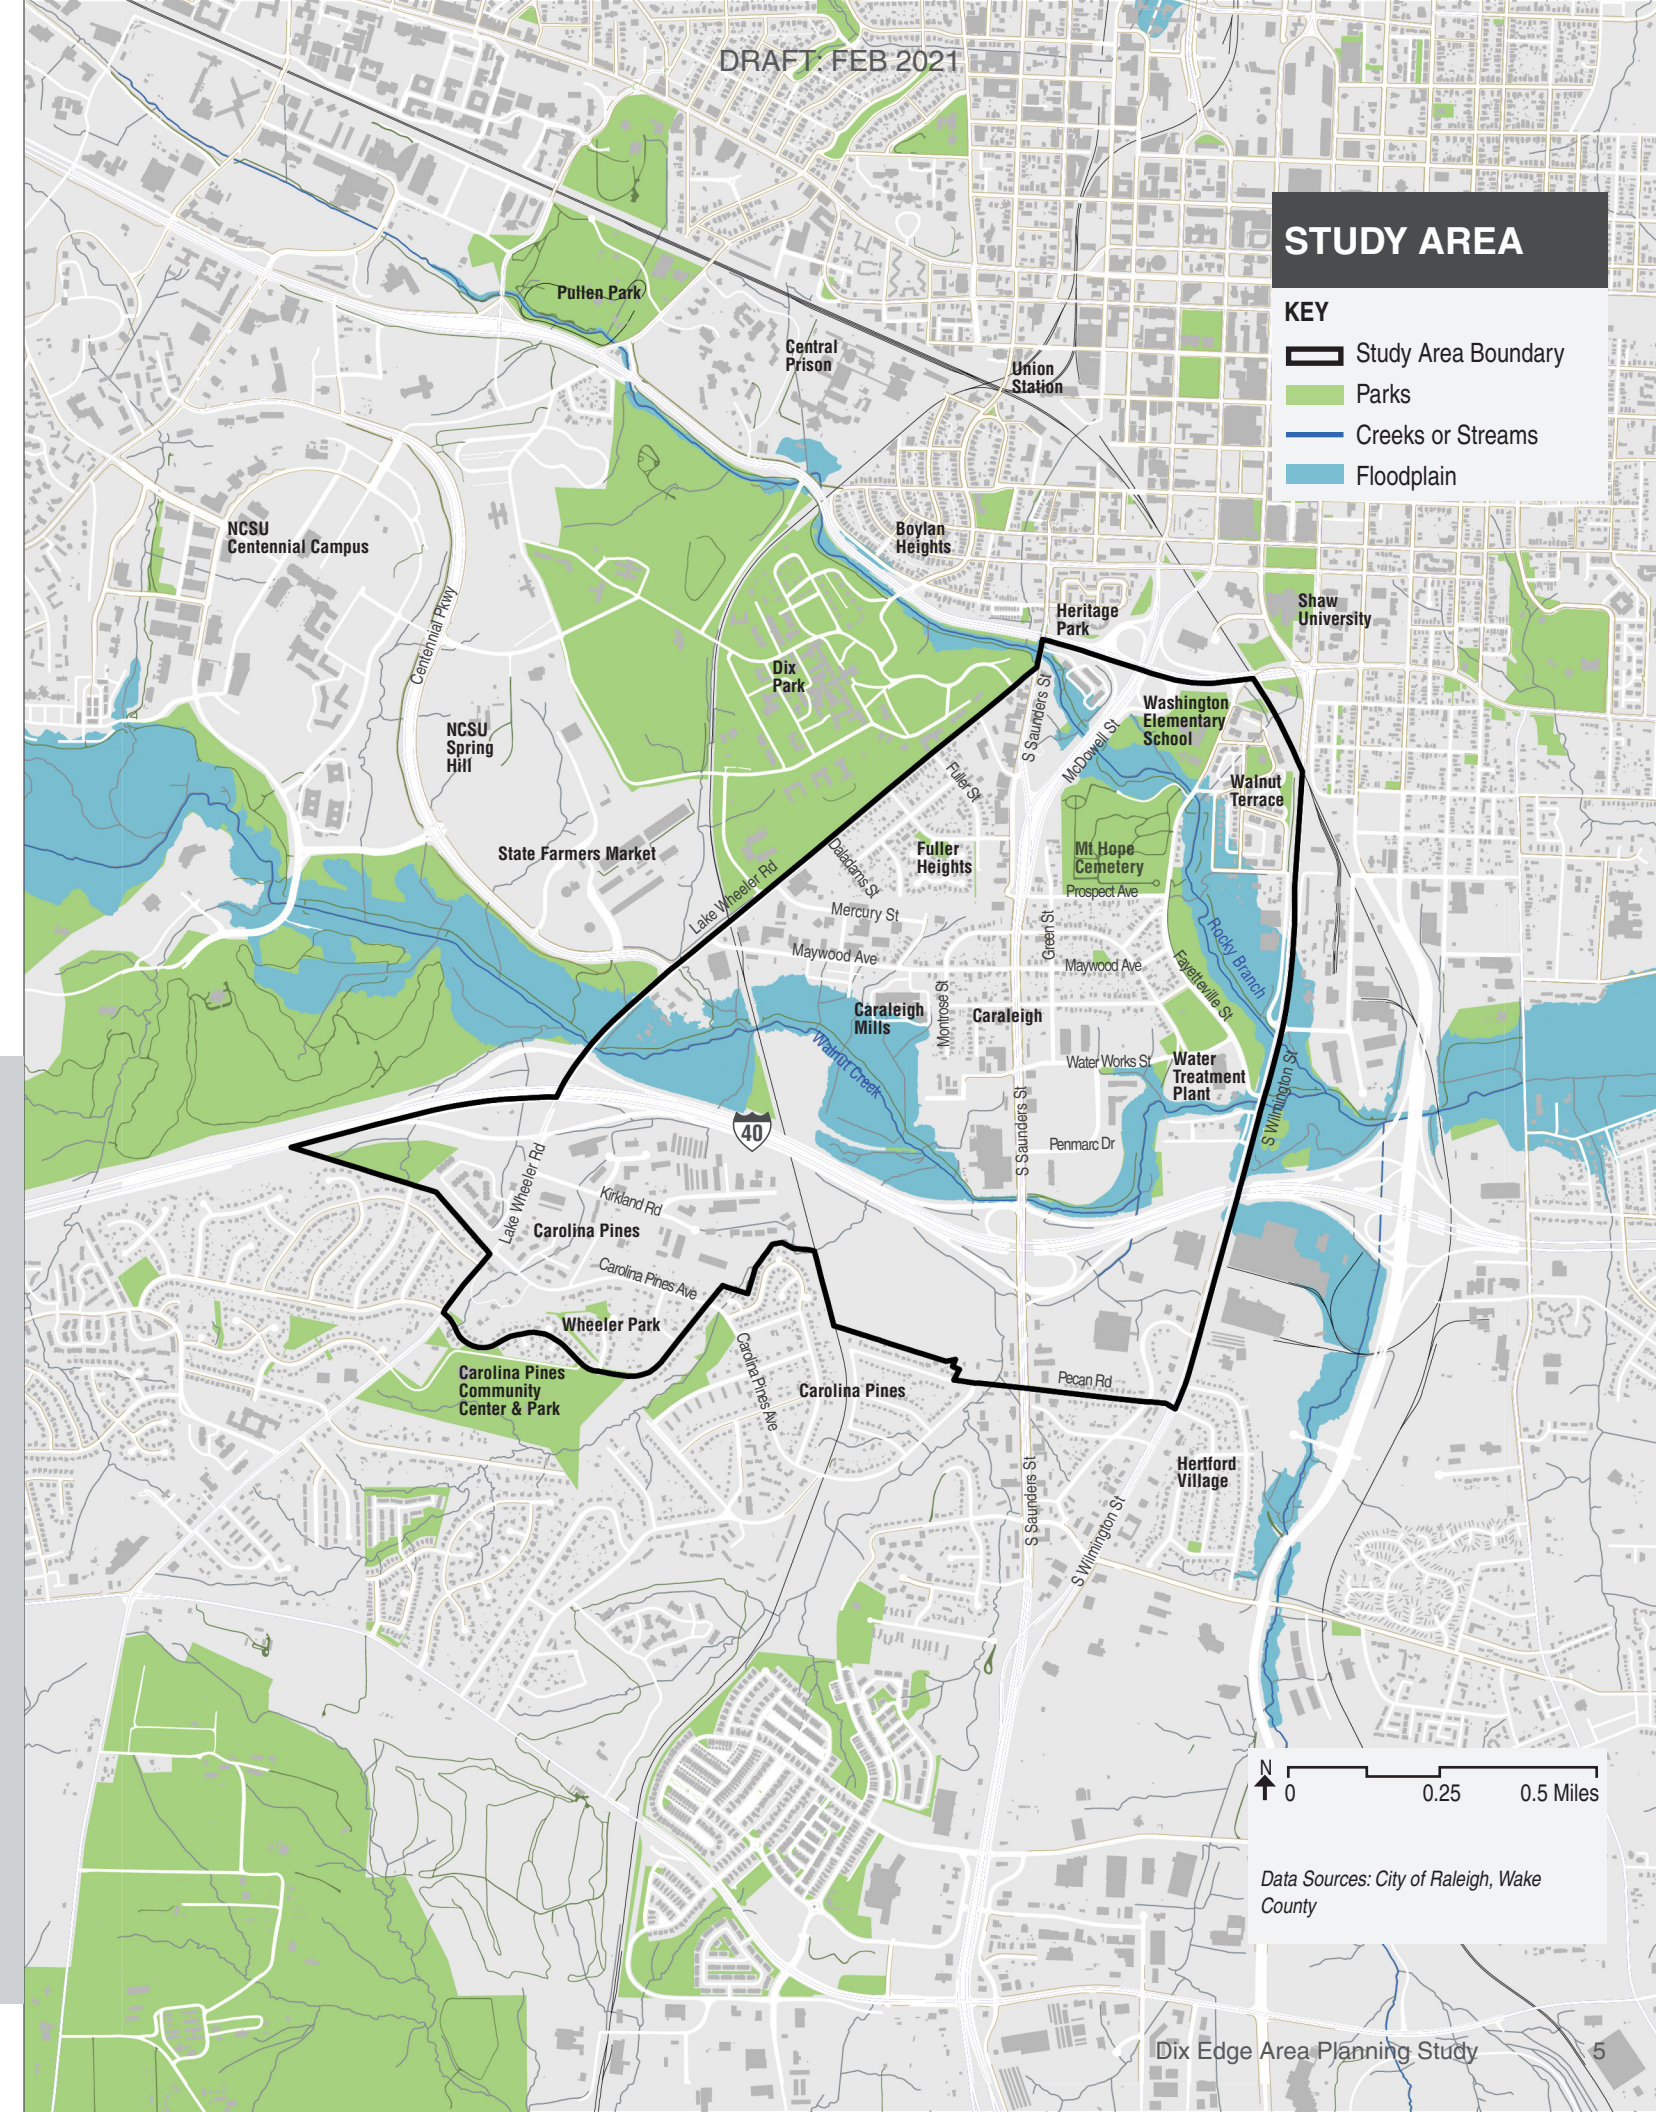 DRAFT: FEB 2021
STUDY AREA
KEY
Study Area Boundary
Parks
Creeks or Streams
Floodplain
Pullen Park
Central
Prison
Union
Station
NCSU
Centennial Campus
Boylan
Heights
Centennial Pkwy
Heritage
Park
Shaw
University
Dix
Park
NCSU
Spring
Hill
S Saunders St
McDowell St
Washington
Elementary
School
Walnut
Terrace
Fuller St
State Farmers Market
Daladams St
Fuller
Heights
Mt Hope
Cemetery
Prospect Ave
Lake Wheeler Rd
Mercury St
Green St
Rocky Branch
Maywood Ave
Maywood Ave
Fayetteville St
Caraleigh
Mills
Montrose St
Caraleigh
Walnut Creek
Water Works St
Water
Treatment
Plant
S Wilmington St
40
S Saunders St
Penmarc Dr
Lake Wheeler Rd
Kirkland Rd
Carolina Pines
Carolina Pines Ave
Wheeler Park
Carolina Pines
Community
Center & Park
Carolina Pines Ave
Carolina Pines
Pecan Rd
Hertford
Village
S Saunders St
S Wilmington St
N
0
0.25
0.5 Miles
Data Sources: City of Raleigh, Wake
County
Dix Edge Area Planning Study
5